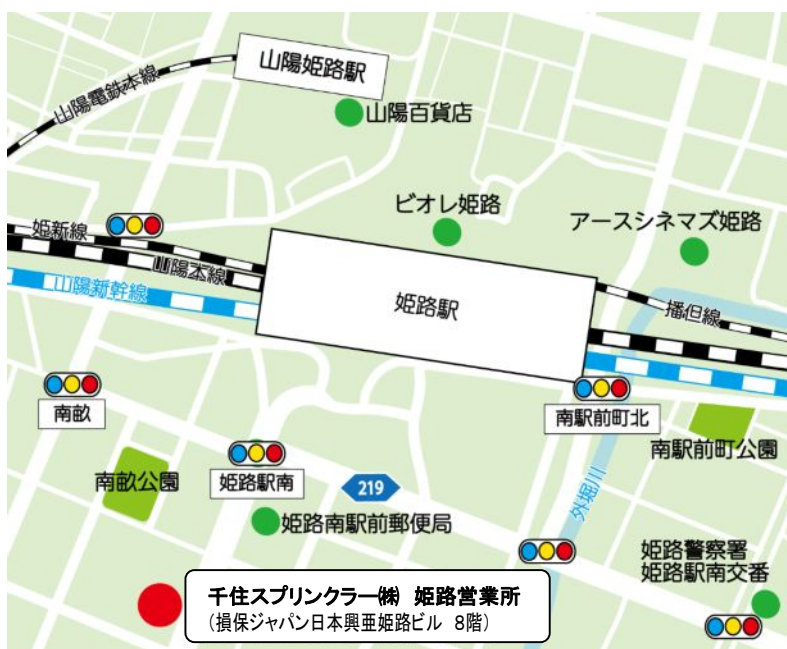 山陽姫路駅
山陽電鉄本線
山陽百貨店
ビオレ姫路
アースシネマズ姫路
姫新線
山陽本線
山陽新幹線
姫路駅
播但線
南畝
南駅前町北
南駅前町公園
南畝公園
姫路駅南
219
外堀川
姫路南駅前郵便局
姫路警察署
姫路駅南交番
千住スプリンクラー㈱ 姫路営業所
(損保ジャパン日本興亜姫路ビル 8階)